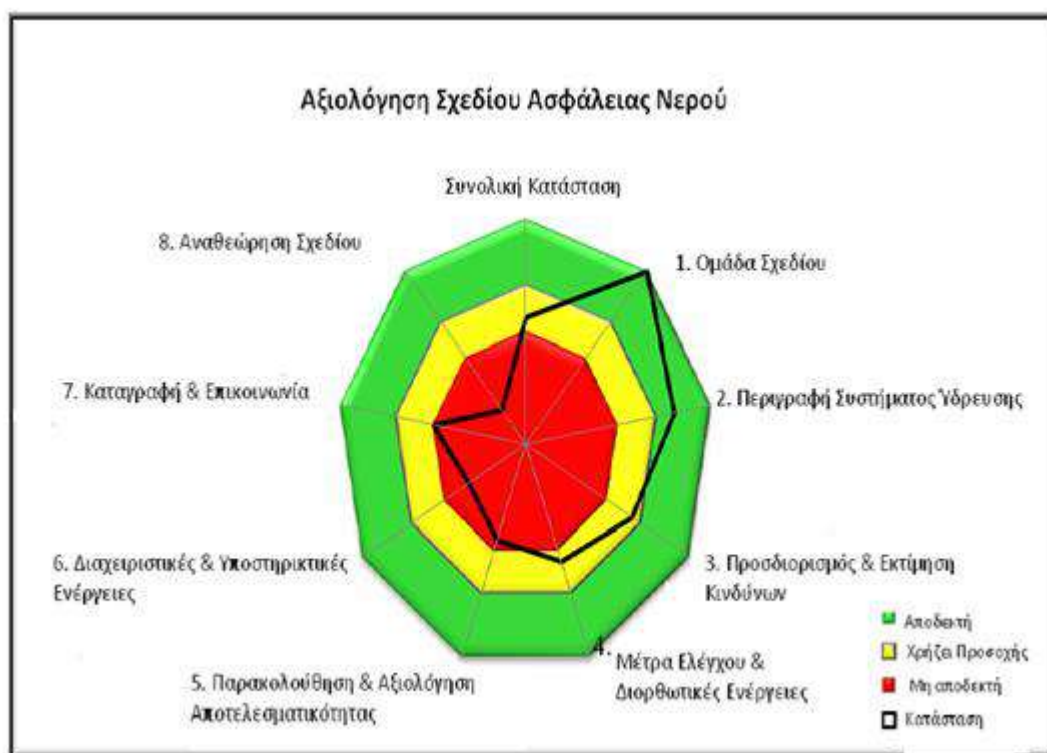 Αξιολόγηση Σχεδίου Ασφάλειας Νερού
Συνολική Κατάσταση
1. Ομάδα Σχεδίου
2. Περιγραφή Συστήματος Ύδρευσης
3. Προσδιορισμός & Εκτίμηση
Κινδύνων
4.
Μέτρα Ελέγχου &
Διορθωτικές Ενέργειες
5. Παρακολούθηση & Αξιολόγηση
Αποτελεσματικότητας
6. Διαχειριστικές & Υποστηρικτικές
Ενέργειες
7. Καταγραφή & Επικοινωνία
8. Αναθεώρηση Σχεδίου
Αποδεκτή
Χρήζει Προσοχής
Μη αποδεκτή
Κατάσταση